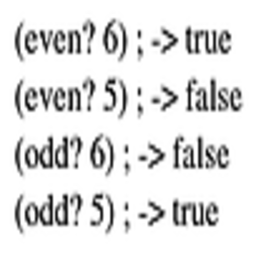 (even? 6) ; -> true
(even? 5) ; -> false
(odd? 6) ; -> false
(odd? 5) ; -> true